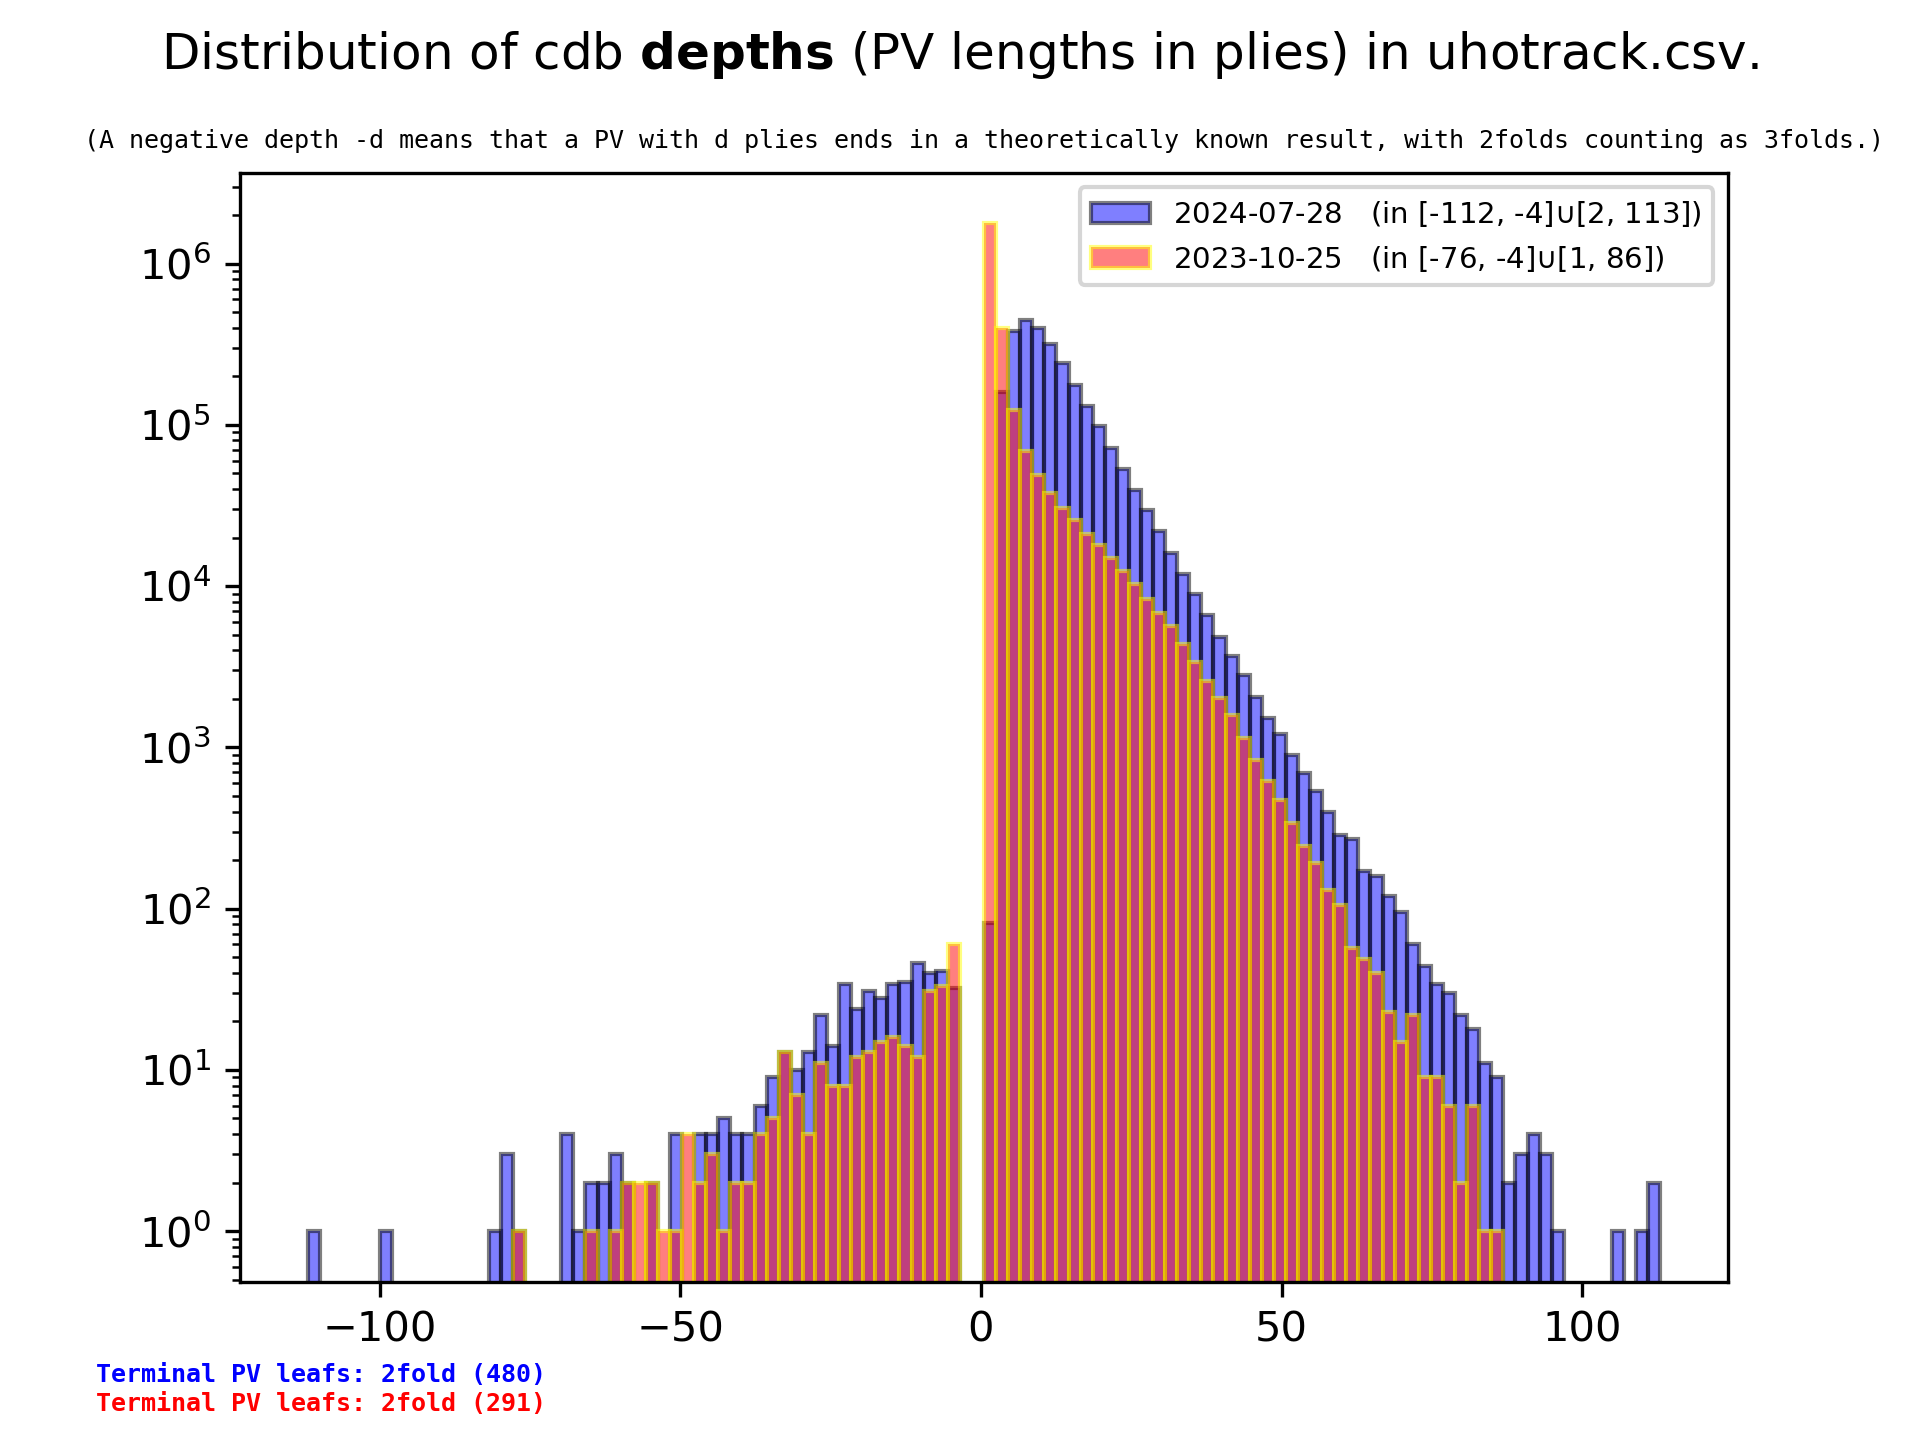 Distribution of cdb depths (PV lengths in plies) in uhotrack.csv.
(A negative depth -d means that a PV with d plies ends in a theoretically known result, with 2folds counting as 3folds.)
2024-07-28 (in [-112, -4]∪[2, 113])
2023-10-25 (in [-76, -4]∪[1, 86])
10⁶
10⁵
10⁴
10³
10²
10¹
10⁰
−100 −50 0 50 100
Terminal PV leafs: 2fold (480)
Terminal PV leafs: 2fold (291)